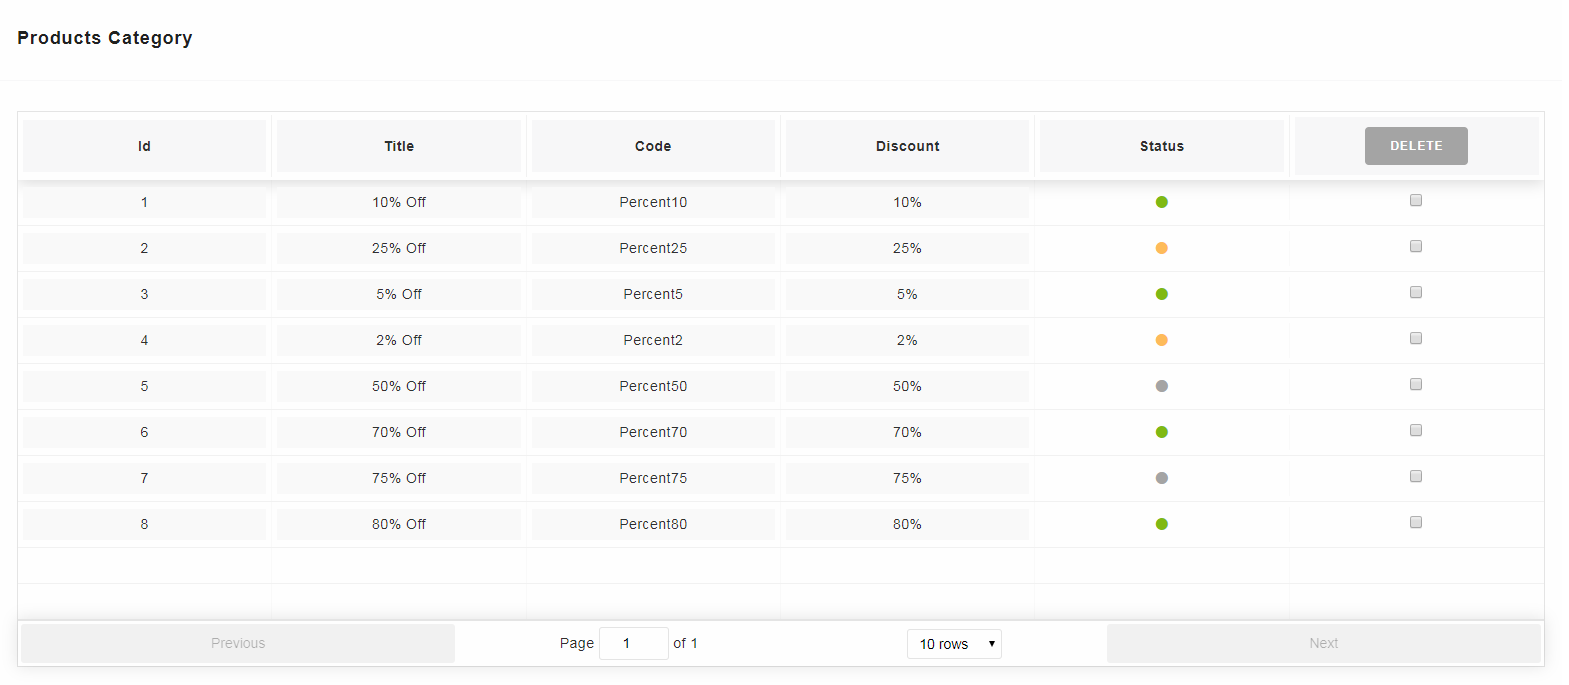 Products Category
Id Title Code Discount Status DELETE
1 10% Off Percent10 10%
2 25% Off Percent25 25%
3 5% Off Percent5 5%
4 2% Off Percent2 2%
5 50% Off Percent50 50%
6 70% Off Percent70 70%
7 75% Off Percent75 75%
8 80% Off Percent80 80%
Previous Page 1 of 1 10 rows Next